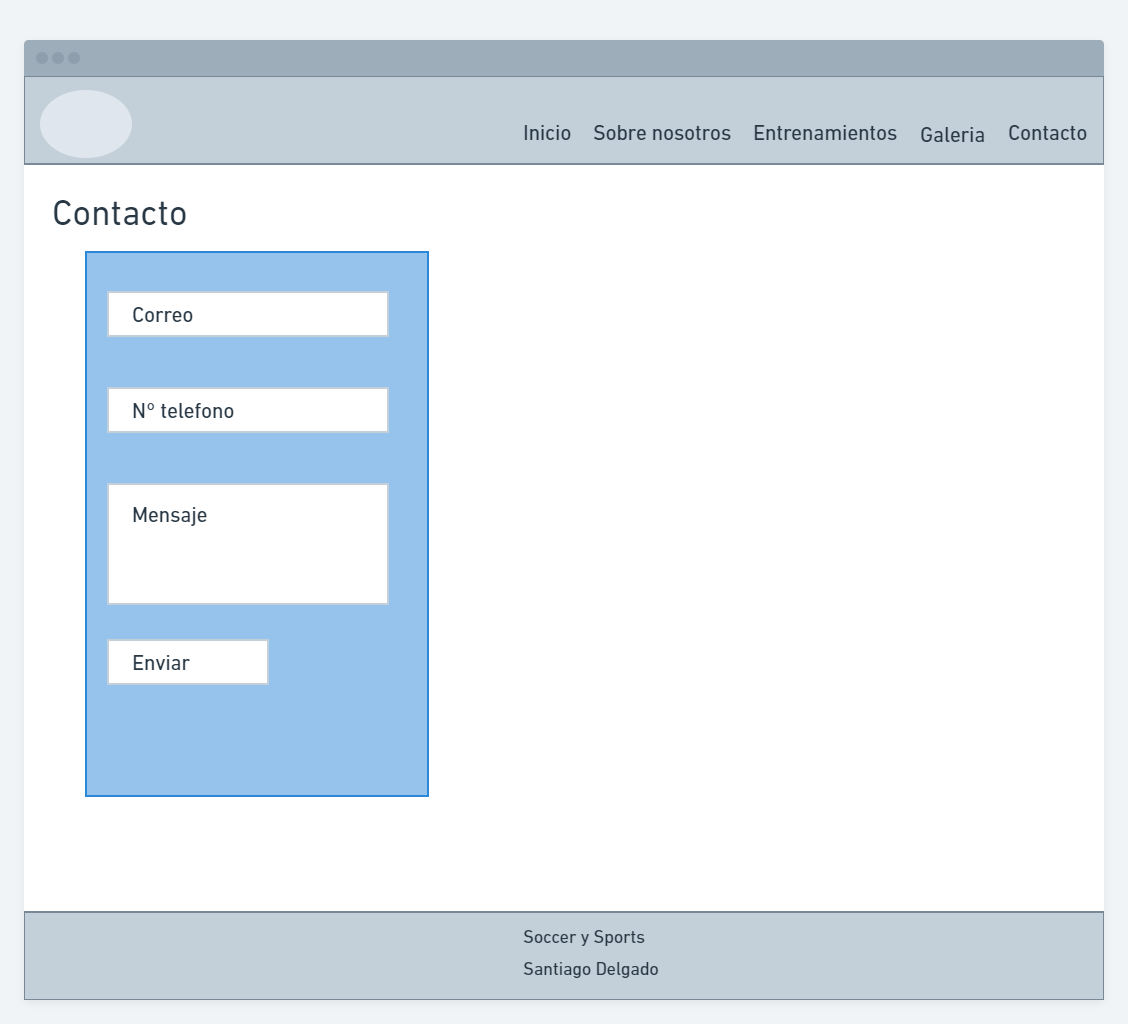 Inicio Sobre nosotros Entrenamientos Galeria Contacto
Contacto
Correo
Nº telefono
Mensaje
Enviar
Soccer y Sports
Santiago Delgado